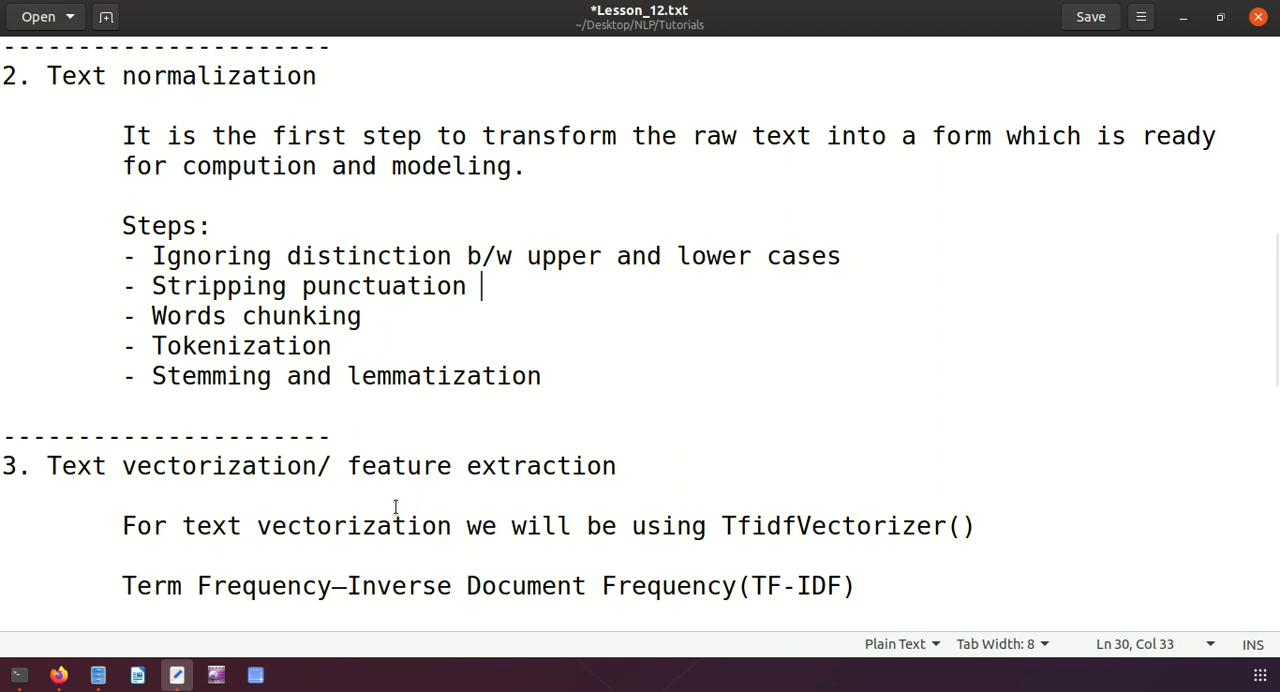 Open
*Lesson_12.txt
~/Desktop/NLP/Tutorials
Save
----------------------
2. Text normalization
It is the first step to transform the raw text into a form which is ready
for compution and modeling.
Steps:
- Ignoring distinction b/w upper and lower cases
- Stripping punctuation
- Words chunking
- Tokenization
- Stemming and lemmatization
----------------------
3. Text vectorization/ feature extraction
For text vectorization we will be using TfidfVectorizer()
Term Frequency–Inverse Document Frequency(TF-IDF)
Plain Text Tab Width: 8 Ln 30, Col 33 INS